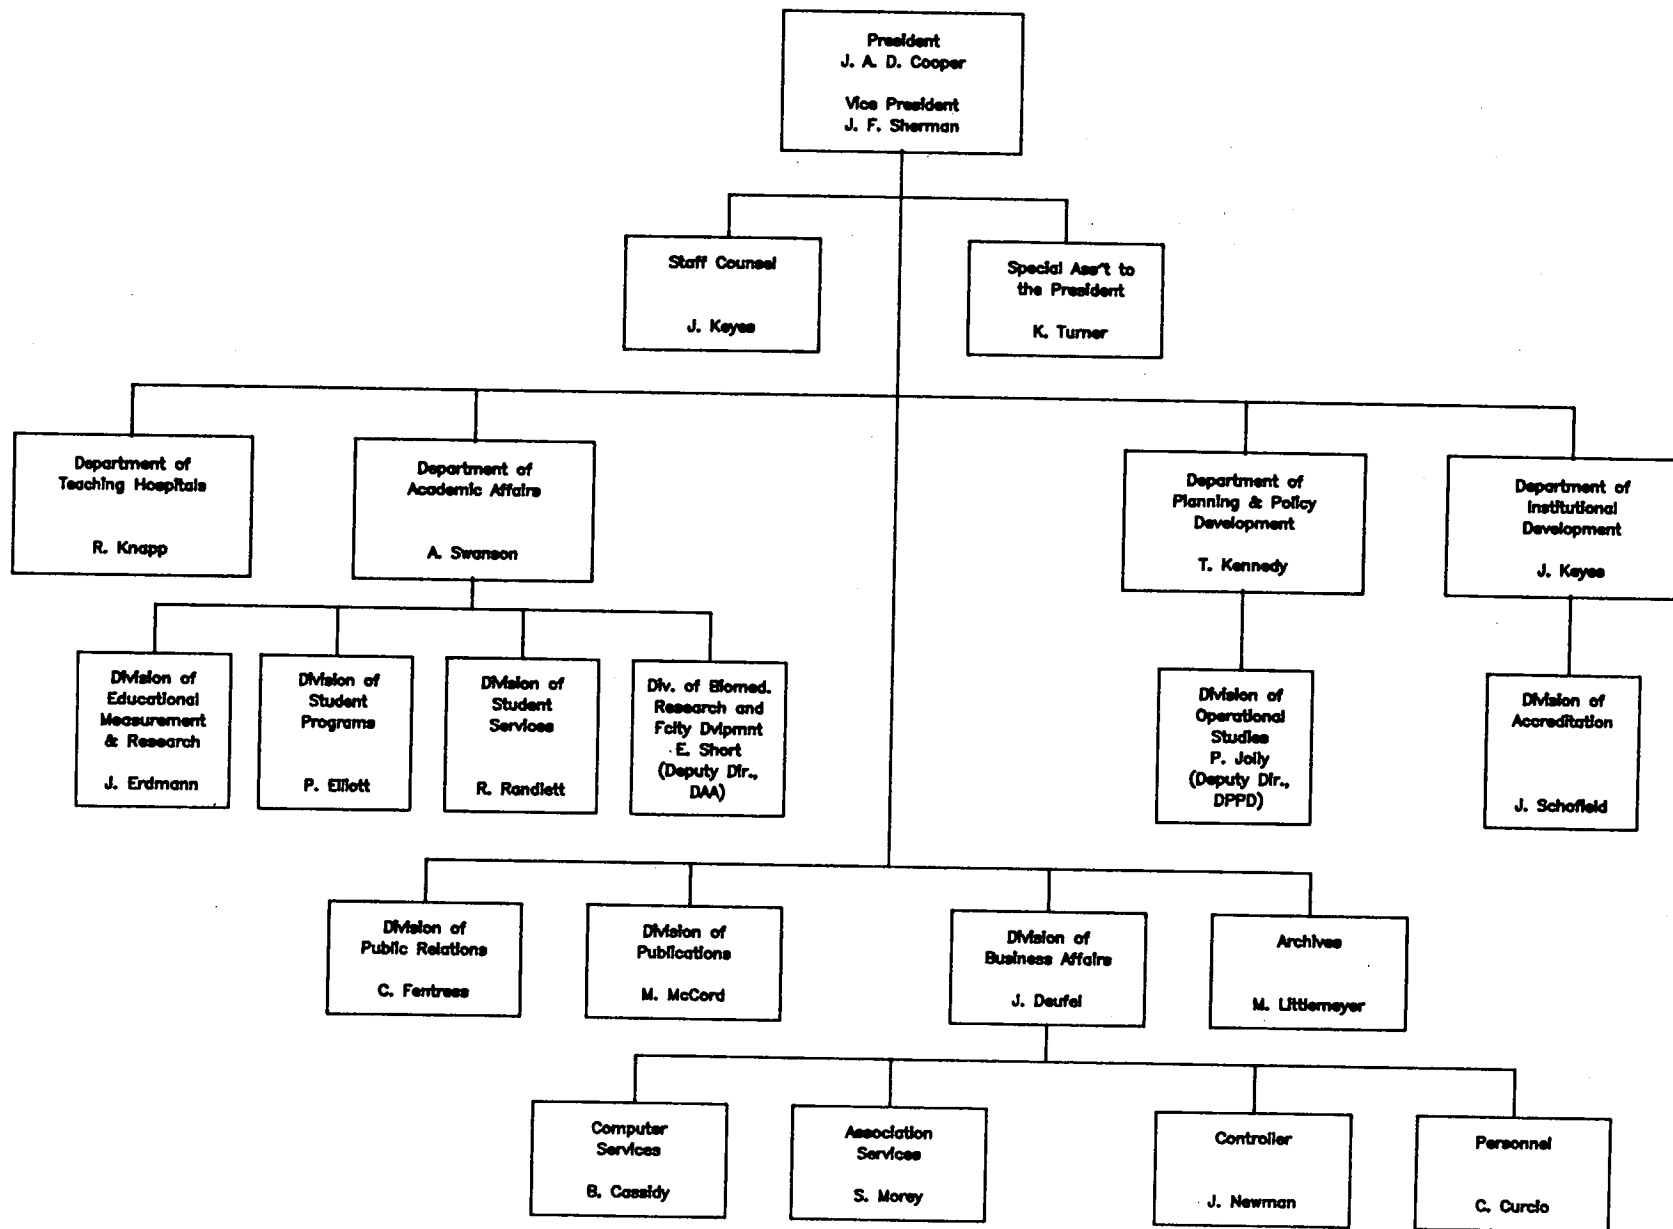 President
J. A. D. Cooper
Vice President
J. F. Sherman
Staff Counsel
J. Keyes
Special Ass't to
the President
K. Turner
Department of
Teaching Hospitals
R. Knapp
Department of
Academic Affairs
A. Swanson
Department of
Planning & Policy
Development
T. Kennedy
Department of
Institutional
Development
J. Keyes
Division of
Educational
Measurement
& Research
J. Erdmann
Division of
Student
Programs
P. Elliott
Division of
Student
Services
R. Randlett
Div. of Biomed.
Research and
Fclty Dvlpmnt
E. Short
(Deputy Dir.,
DAA)
Division of
Operational
Studies
P. Jolly
(Deputy Dir.,
DPPD)
Division of
Accreditation
J. Schofield
Division of
Public Relations
C. Fentress
Division of
Publications
M. McCord
Division of
Business Affairs
J. Deufel
Archives
M. Littlemeyer
Computer
Services
B. Cassidy
Association
Services
S. Morey
Controller
J. Newman
Personnel
C. Curcio